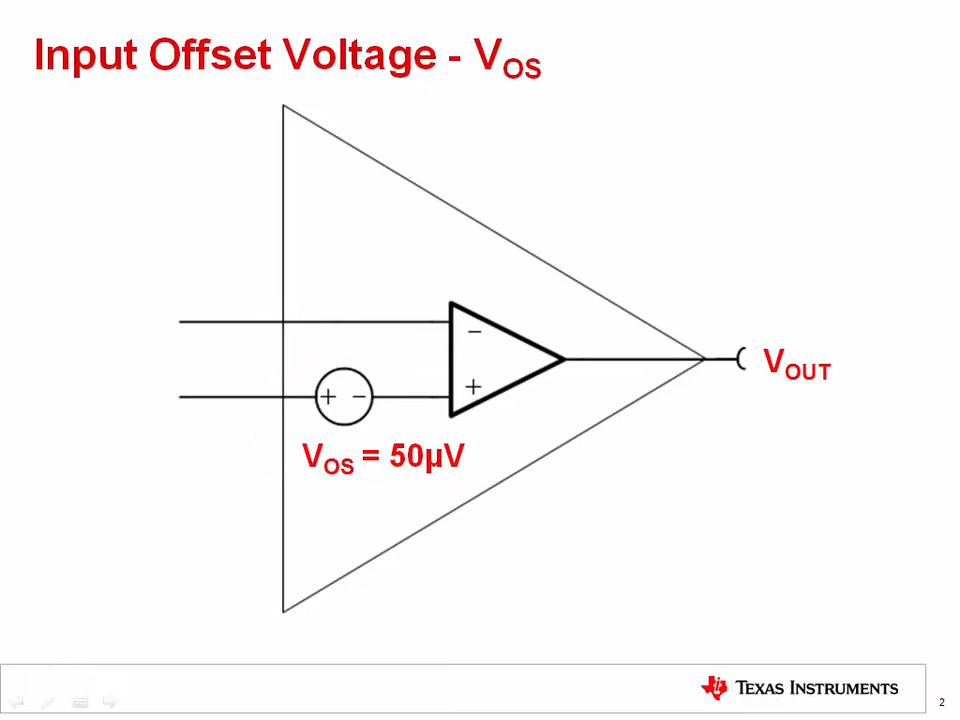 Input Offset Voltage - VOS
−
+
+ −
VOUT
VOS = 50µV
TEXAS INSTRUMENTS
2